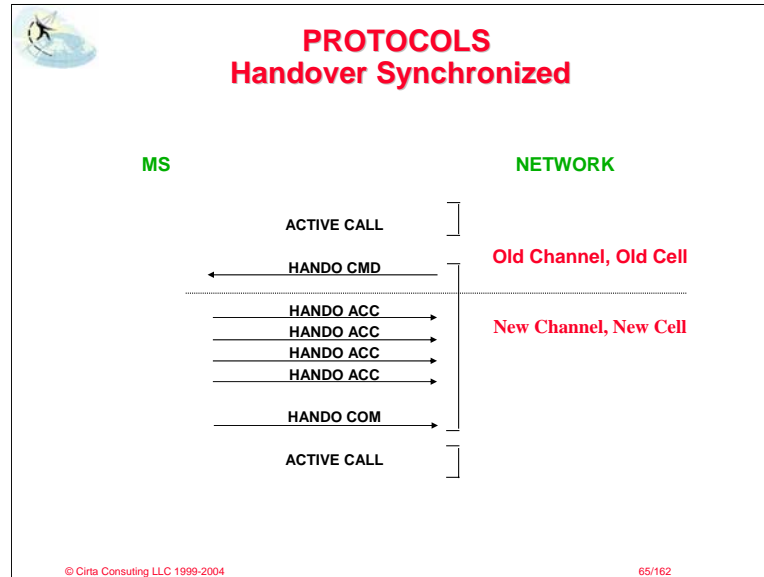 PROTOCOLS
Handover Synchronized
MS
NETWORK
ACTIVE CALL
Old Channel, Old Cell
HANDO CMD
HANDO ACC
New Channel, New Cell
HANDO ACC
HANDO ACC
HANDO ACC
HANDO COM
ACTIVE CALL
© Cirta Consuting LLC 1999-2004
65/162